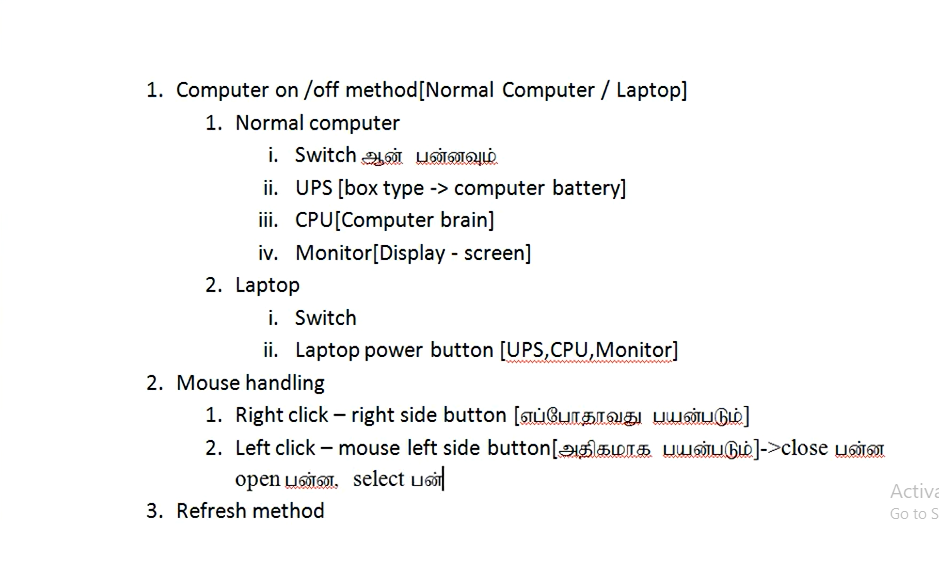 1. Computer on /off method[Normal Computer / Laptop]
1. Normal computer
i. Switch ஆன் பன்னவும்
ii. UPS [box type -> computer battery]
iii. CPU[Computer brain]
iv. Monitor[Display - screen]
2. Laptop
i. Switch
ii. Laptop power button [UPS,CPU,Monitor]
2. Mouse handling
1. Right click – right side button [எப்போதாவது பயன்படும்]
2. Left click – mouse left side button[அதிகமாக பயன்படும்]->close பன்ன
open பன்ன, select பன்
3. Refresh method
Activa
Go to S